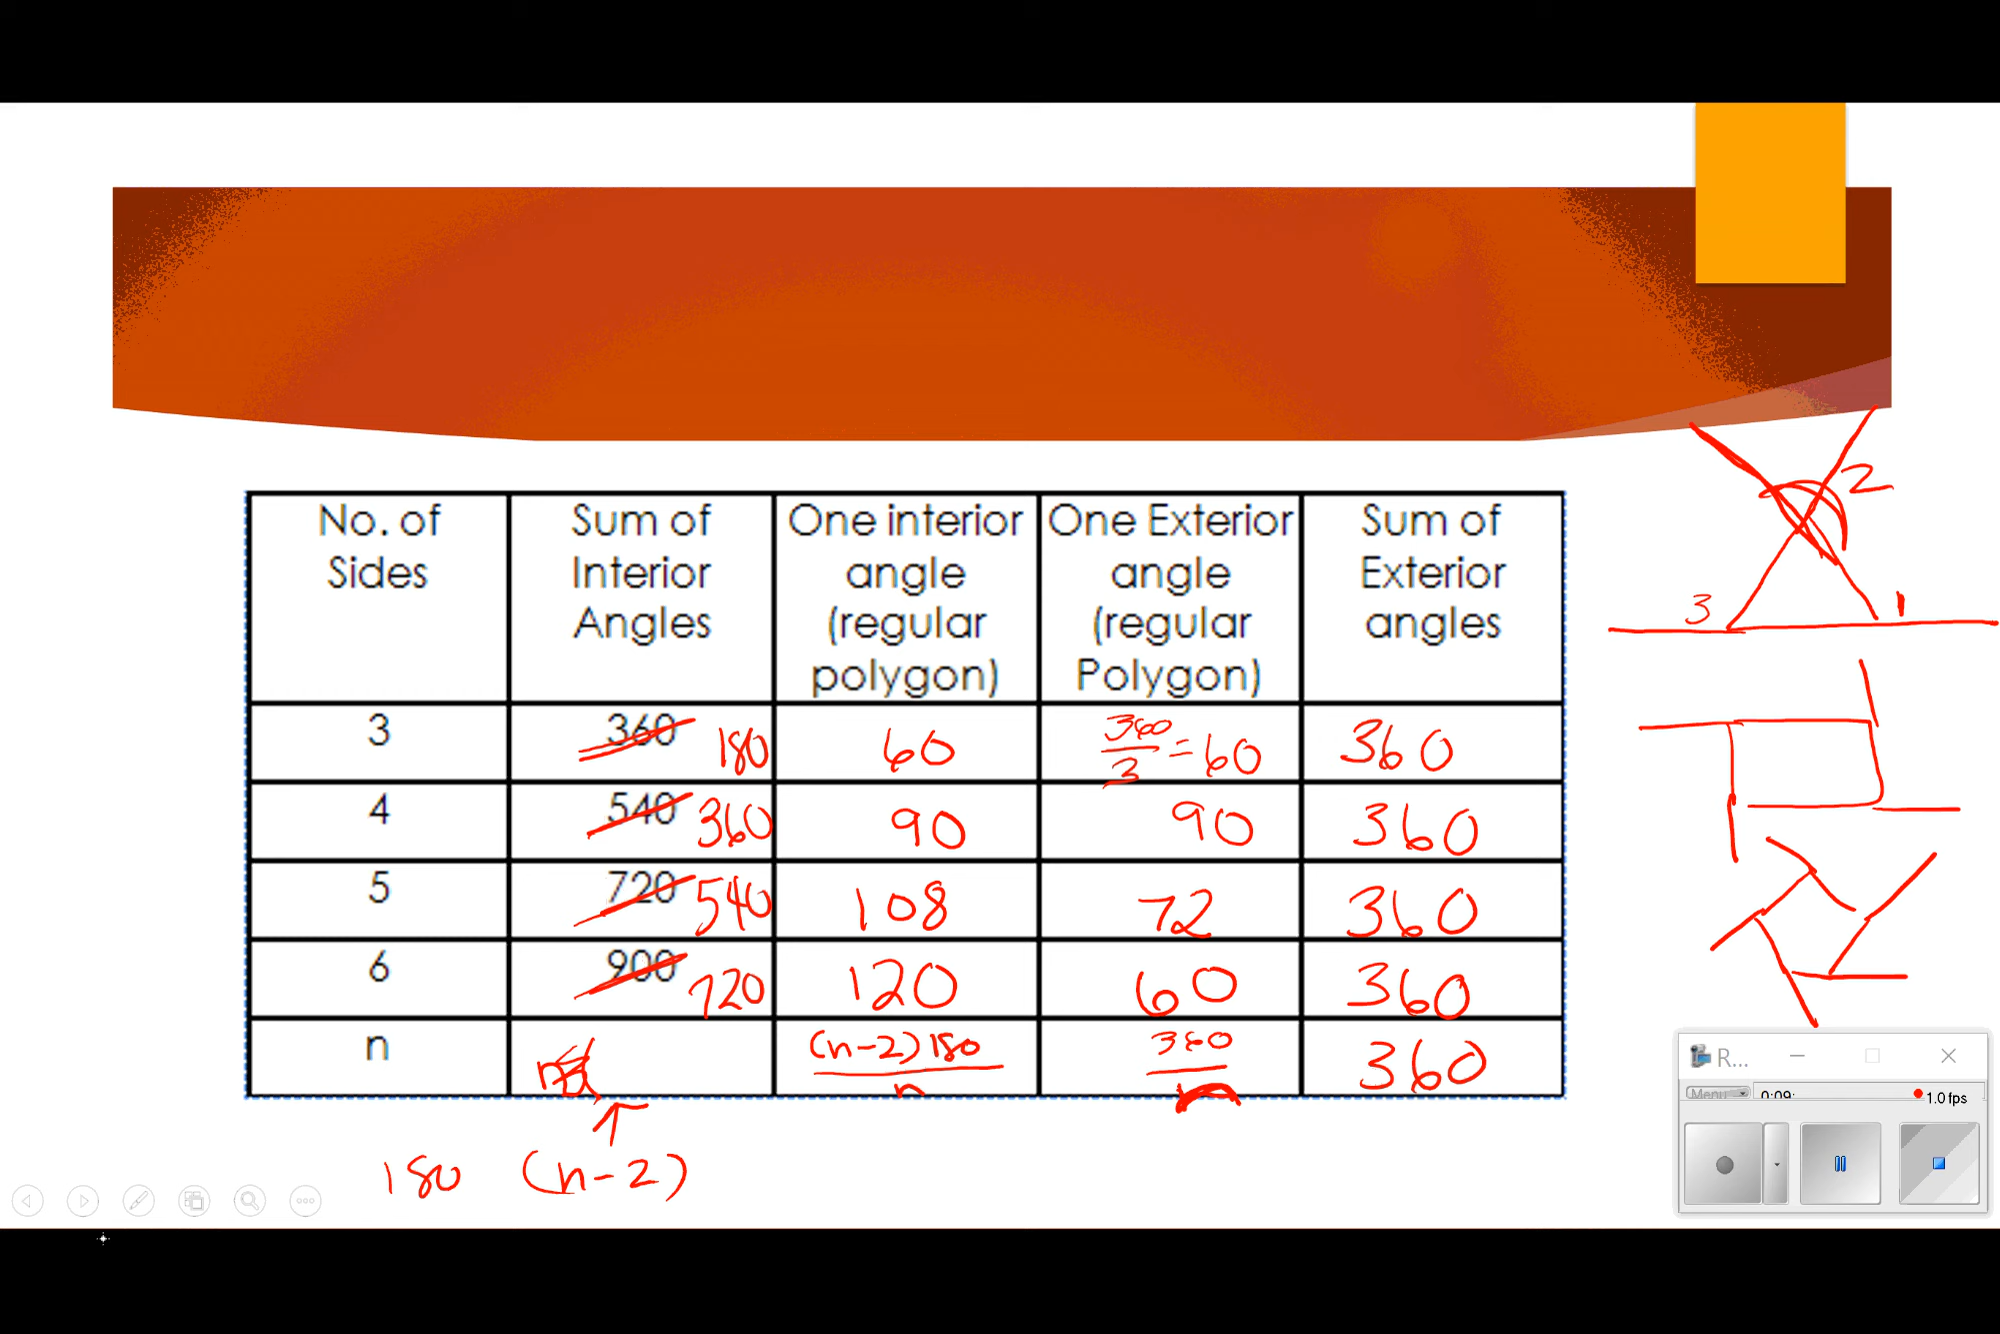 No. of Sides
Sum of Interior Angles
One interior angle (regular polygon)
One Exterior angle (regular Polygon)
Sum of Exterior angles
3 360 180 60 360/3 = 60 360
4 540 360 90 90 360
5 720 540 108 72 360
6 900 720 120 60 360
n (n-2)180/n 360/n 360
180 (n-2)
2
3 1
R...
Menu 0:09: 1.0 fps